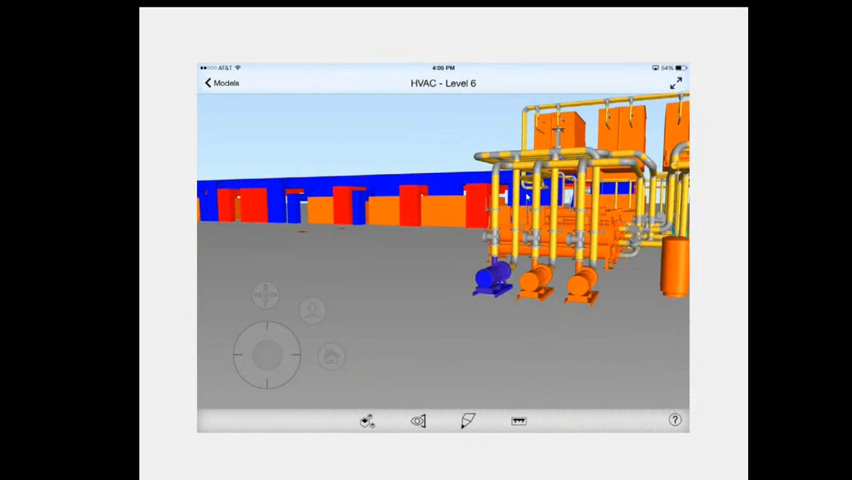 AT&T
4:05 PM
54%
Models
HVAC - Level 6
?